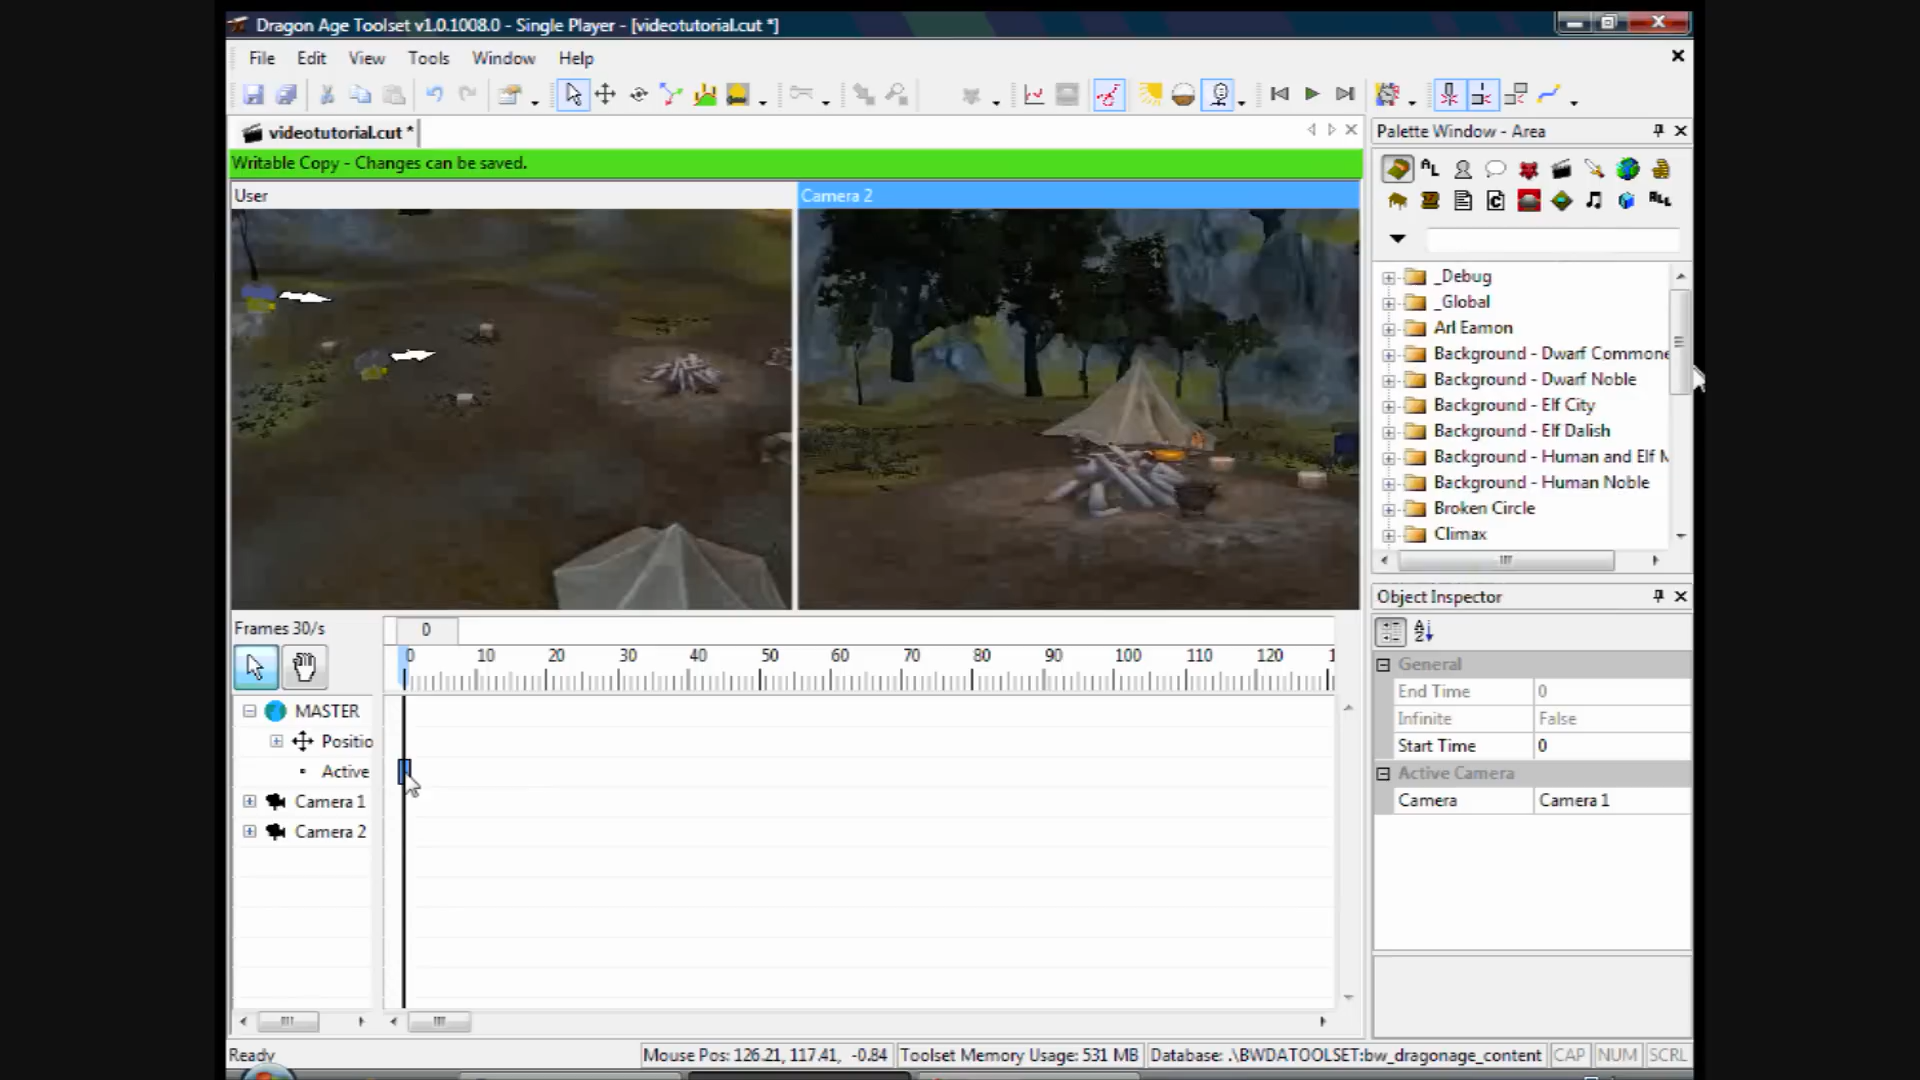 Dragon Age Toolset v1.0.1008.0 - Single Player - [videotutorial.cut *]
File Edit View Tools Window Help
videotutorial.cut *
Writable Copy - Changes can be saved.
User
Camera 2
Frames 30/s
0
0 10 20 30 40 50 60 70 80 90 100 110 120 1
MASTER
Positio
Active
Camera 1
Camera 2
Palette Window - Area
_Debug
_Global
Arl Eamon
Background - Dwarf Commone
Background - Dwarf Noble
Background - Elf City
Background - Elf Dalish
Background - Human and Elf M
Background - Human Noble
Broken Circle
Climax
Object Inspector
General
End Time 0
Infinite False
Start Time 0
Active Camera
Camera Camera 1
Ready
Mouse Pos: 126.21, 117.41, -0.84
Toolset Memory Usage: 531 MB
Database: .\BWDATOOLSET:bw_dragonage_content
CAP NUM SCRL